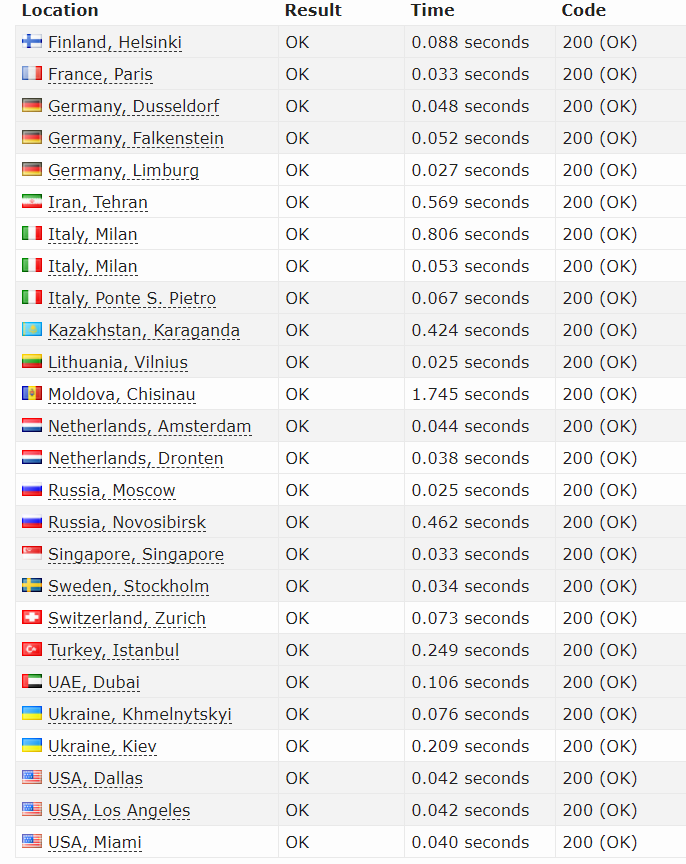 Location Result Time Code
Finland, Helsinki OK 0.088 seconds 200 (OK)
France, Paris OK 0.033 seconds 200 (OK)
Germany, Dusseldorf OK 0.048 seconds 200 (OK)
Germany, Falkenstein OK 0.052 seconds 200 (OK)
Germany, Limburg OK 0.027 seconds 200 (OK)
Iran, Tehran OK 0.569 seconds 200 (OK)
Italy, Milan OK 0.806 seconds 200 (OK)
Italy, Milan OK 0.053 seconds 200 (OK)
Italy, Ponte S. Pietro OK 0.067 seconds 200 (OK)
Kazakhstan, Karaganda OK 0.424 seconds 200 (OK)
Lithuania, Vilnius OK 0.025 seconds 200 (OK)
Moldova, Chisinau OK 1.745 seconds 200 (OK)
Netherlands, Amsterdam OK 0.044 seconds 200 (OK)
Netherlands, Dronten OK 0.038 seconds 200 (OK)
Russia, Moscow OK 0.025 seconds 200 (OK)
Russia, Novosibirsk OK 0.462 seconds 200 (OK)
Singapore, Singapore OK 0.033 seconds 200 (OK)
Sweden, Stockholm OK 0.034 seconds 200 (OK)
Switzerland, Zurich OK 0.073 seconds 200 (OK)
Turkey, Istanbul OK 0.249 seconds 200 (OK)
UAE, Dubai OK 0.106 seconds 200 (OK)
Ukraine, Khmelnytskyi OK 0.076 seconds 200 (OK)
Ukraine, Kiev OK 0.209 seconds 200 (OK)
USA, Dallas OK 0.042 seconds 200 (OK)
USA, Los Angeles OK 0.042 seconds 200 (OK)
USA, Miami OK 0.040 seconds 200 (OK)